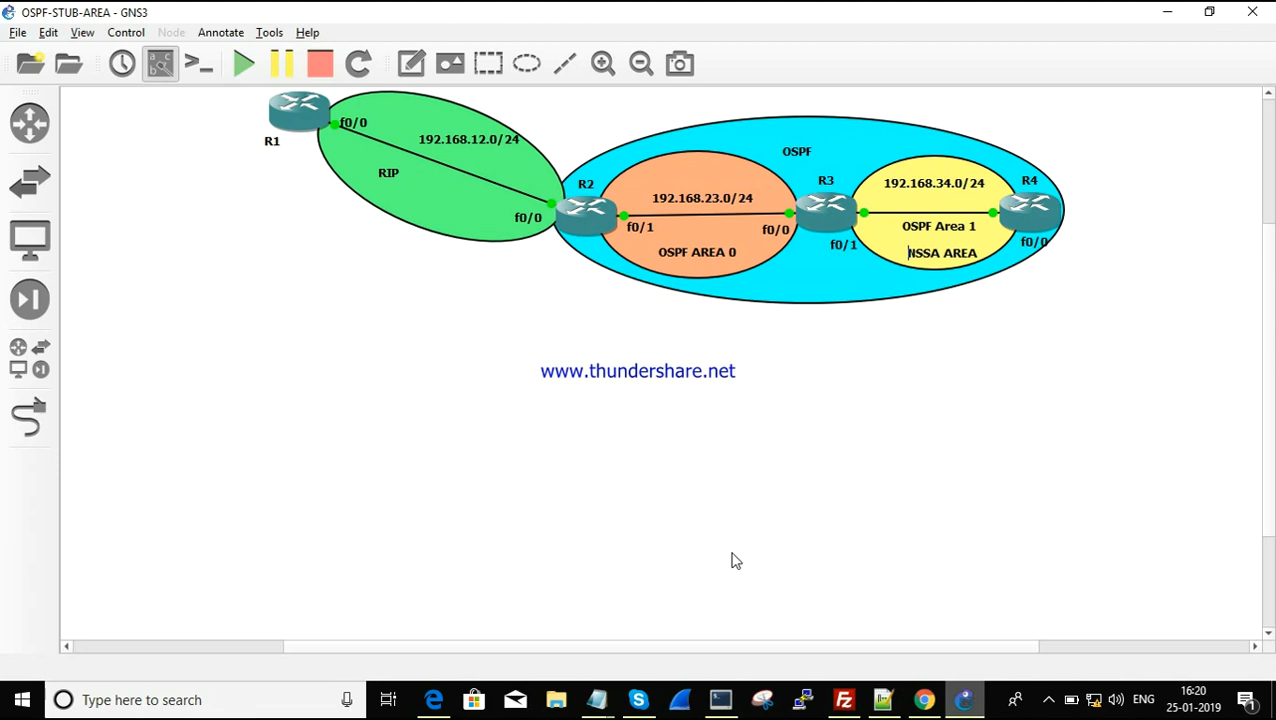 OSPF-STUB-AREA - GNS3
File Edit View Control Node Annotate Tools Help
R1
f0/0
192.168.12.0/24
RIP
f0/0
OSPF
R2
192.168.23.0/24
f0/1
OSPF AREA 0
f0/0
R3
f0/1
192.168.34.0/24
OSPF Area 1
NSSA AREA
R4
f0/0
www.thundershare.net
Type here to search
ENG
16:20
25-01-2019
1